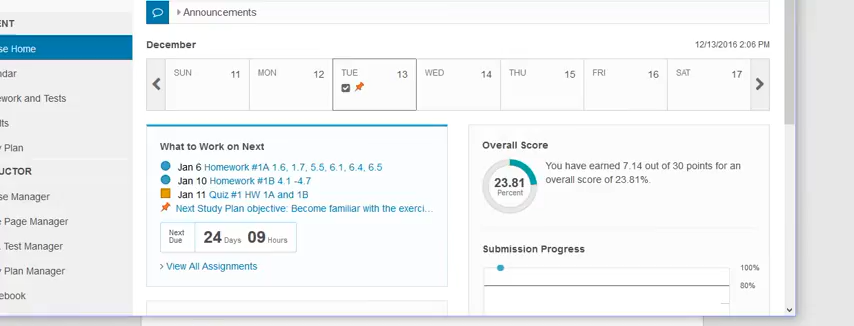 Announcements
ENT
December
12/13/2016 2:06 PM
se Home
SUN 11 MON 12 TUE 13 WED 14 THU 15 FRI 16 SAT 17
ndar
ework and Tests
lts
y Plan
CTOR
se Manager
e Page Manager
. Test Manager
y Plan Manager
ebook
What to Work on Next
Jan 6 Homework #1A 1.6, 1.7, 5.5, 6.1, 6.4, 6.5
Jan 10 Homework #1B 4.1 -4.7
Jan 11 Quiz #1 HW 1A and 1B
Next Study Plan objective: Become familiar with the exerci...
Next Due 24 Days 09 Hours
View All Assignments
Overall Score
23.81
Percent
You have earned 7.14 out of 30 points for an
overall score of 23.81%.
Submission Progress
100%
80%